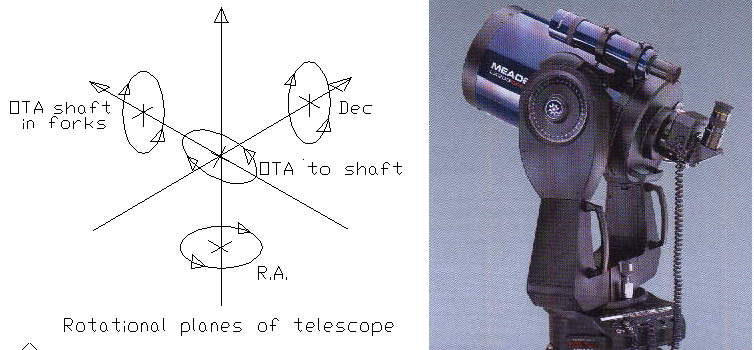 OTA shaft
in forks
Dec
OTA to shaft
R.A.
Rotational planes of telescope
MEADE